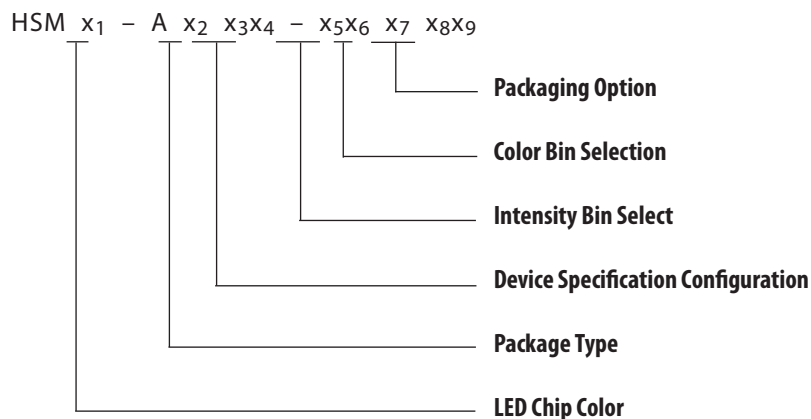 HSM x1 – A x2 x3x4 – x5x6 x7 x8x9
Packaging Option
Color Bin Selection
Intensity Bin Select
Device Specification Configuration
Package Type
LED Chip Color